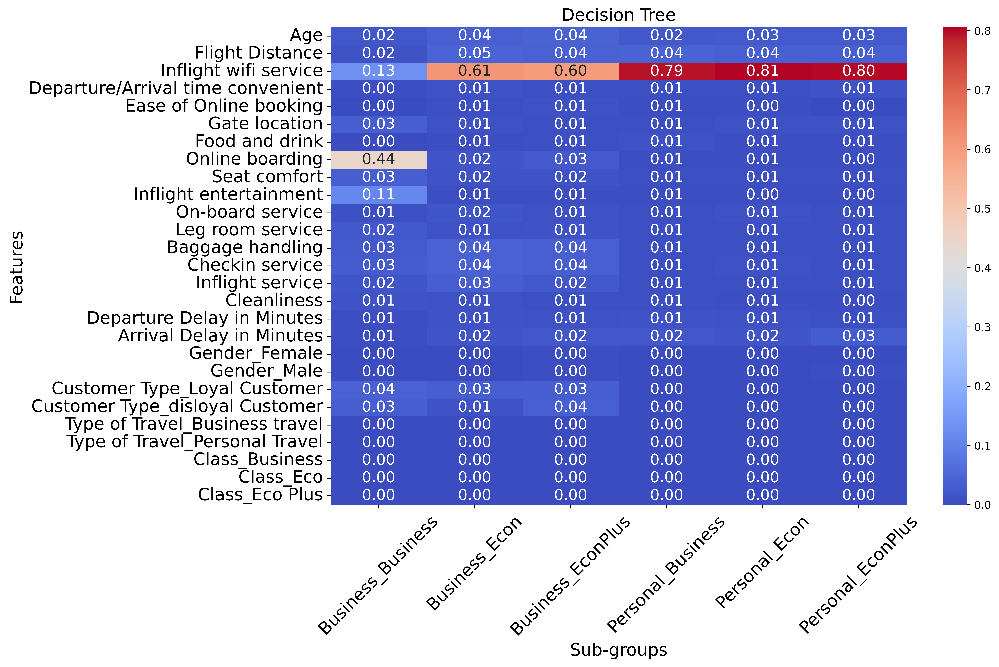 Decision Tree
Features
Age 0.02 0.04 0.04 0.02 0.03 0.03
Flight Distance 0.02 0.05 0.04 0.04 0.04 0.04
Inflight wifi service 0.13 0.61 0.60 0.79 0.81 0.80
Departure/Arrival time convenient 0.00 0.01 0.01 0.01 0.01 0.01
Ease of Online booking 0.00 0.01 0.01 0.01 0.00 0.00
Gate location 0.03 0.01 0.01 0.01 0.01 0.01
Food and drink 0.00 0.01 0.01 0.01 0.01 0.01
Online boarding 0.44 0.02 0.03 0.01 0.01 0.00
Seat comfort 0.03 0.02 0.02 0.01 0.01 0.01
Inflight entertainment 0.11 0.01 0.01 0.01 0.00 0.00
On-board service 0.01 0.02 0.01 0.01 0.01 0.01
Leg room service 0.02 0.01 0.01 0.01 0.01 0.01
Baggage handling 0.03 0.04 0.04 0.01 0.01 0.01
Checkin service 0.03 0.04 0.04 0.01 0.01 0.01
Inflight service 0.02 0.03 0.02 0.01 0.01 0.01
Cleanliness 0.01 0.01 0.01 0.01 0.01 0.00
Departure Delay in Minutes 0.01 0.01 0.01 0.01 0.01 0.01
Arrival Delay in Minutes 0.01 0.02 0.02 0.02 0.02 0.03
Gender_Female 0.00 0.00 0.00 0.00 0.00 0.00
Gender_Male 0.00 0.00 0.00 0.00 0.00 0.00
Customer Type_Loyal Customer 0.04 0.03 0.03 0.00 0.00 0.00
Customer Type_disloyal Customer 0.03 0.01 0.04 0.00 0.00 0.00
Type of Travel_Business travel 0.00 0.00 0.00 0.00 0.00 0.00
Type of Travel_Personal Travel 0.00 0.00 0.00 0.00 0.00 0.00
Class_Business 0.00 0.00 0.00 0.00 0.00 0.00
Class_Eco 0.00 0.00 0.00 0.00 0.00 0.00
Class_Eco Plus 0.00 0.00 0.00 0.00 0.00 0.00
Business_Business
Business_Econ
Business_EconPlus
Personal_Business
Personal_Econ
Personal_EconPlus
Sub-groups
0.8
0.7
0.6
0.5
0.4
0.3
0.2
0.1
0.0